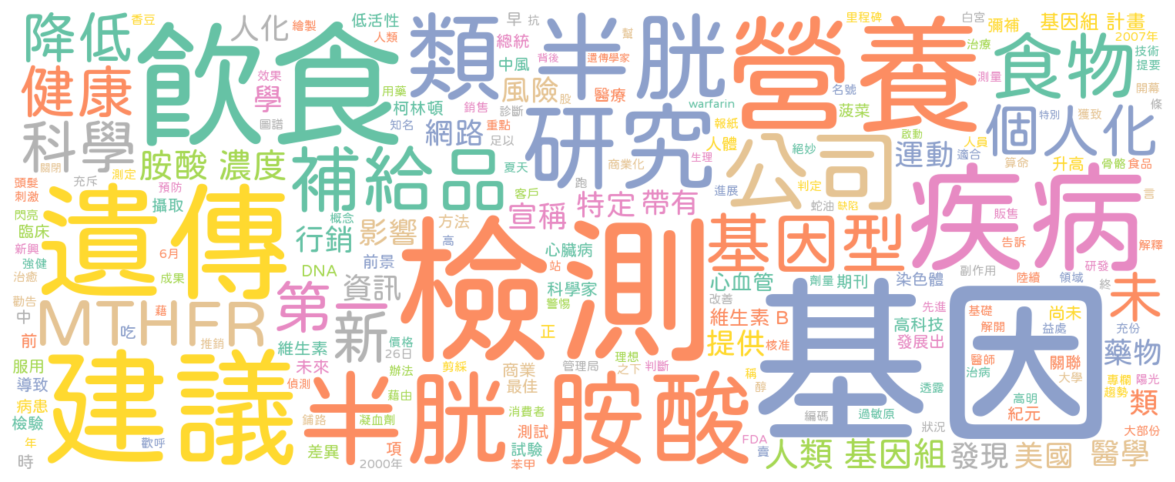 香豆
繪製
人化
低活性
人類
早
抗
里程碑
白宮
彌補
基因組 計畫
2007年
降低
飲食
類
半胱
營養
食物
技術
提要
總統
中風
背後
遺傳學家
幫
治療
健康
效果
學
用藥
柯林頓
銷售
風險
股
醫療
warfarin
名號
測量
開幕
條
科學
圖譜
知名
網路
重點
診斷
足以
研究
報紙
菠菜
啟動
人員
個人化
特別
獲致
關閉
測定
胺酸 濃度
補給品
夏天
商業化
生理
人體
絕妙
公司
運動
適合
算命
升高
骨骼
食品
頭髮
刺激
充斥
預防
攝取
客戶
跑
進展
判定
蛇油
缺陷
疾病
言
閃亮
臨床
遺傳
概念
行銷
影響
方法
宣稱
特定 帶有
基因型
販售
告訴
解釋
新興
強健
治癒
6月
成果
DNA
前景
高
檢測
心臟病
站
科學家
警惕
心血管
劑量
期刊
染色體
副作用
陸續
領域
研發
終
未
勸告
中
前
MTHFR
藉
吃
推銷
第一
資訊
新
正
改善
維生素 B
提供
核准
先進
高科技
發展出
基因
基礎
解開
尚未
益處
充份
服用
導致
建議
維生素
未來
偵測
價格
26日
辦法
剪綵
商業
最佳
管理局
理想
之下
判斷
稱
醇
醫師
治病
關聯
大學
藥物
專欄
趨勢
陽光
病患
檢驗
年
時
歡呼
鋪路
差異
半胱胺酸
凝血劑
藉由
項
2000年
消費者
測試
試驗
苯甲
FDA
賣
編碼
過敏原
透露
狀況
高明
紀元
類
大部份
人類 基因組
發現
美國
醫學